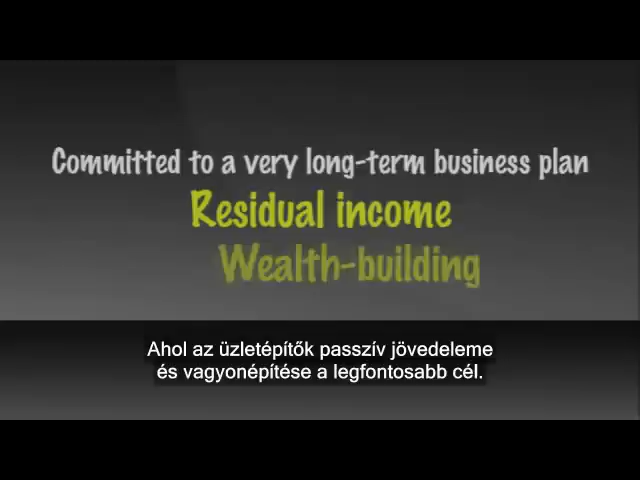 Committed to a very long-term business plan
Residual income
Wealth-building
Ahol az üzletépítők passzív jövedeleme
és vagyonépítése a legfontosabb cél.